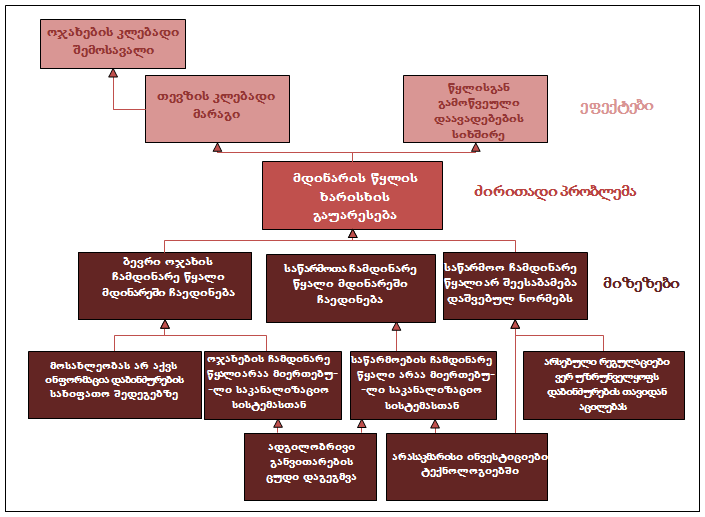 ოჯახების კლებადი
შემოსავალი
თევზის კლებადი
მარაგი
წყლისგან
გამოწვეული
დაავადებების
სიხშირე
ეფექტები
მდინარის წყლის
ხარისხის
გაუარესება
ძირითადი პრობლემა
ბევრი ოჯახის
ჩამდინარე წყალი
მდინარეში ჩაედინება
საწარმოთა ჩამდინარე
წყალი მდინარეში
ჩაედინება
საწარმოო ჩამდინარე
წყალი არ შეესაბამება
დაშვებულ ნორმებს
მიზეზები
მოსახლეობას არ აქვს
ინფორმაცია დაბინძურების
საზიფათო შედეგებზე
ოჯახების ჩამდინარე
წყალი არაა მიერთებუ-
-ლი საკანალიზაციო
სისტემასთან
საწარმოების ჩამდინარე
წყალი არაა მიერთებუ-
-ლი საკანალიზაციო
სისტემასთან
არსებული რეგულაციები
ვერ უზრუნველყოფს
დაბინძურების თავიდან
აცილებას
ადგილობრივი
განვითარების
ცუდი დაგეგმვა
არასაკმარისი ინვესტიციები
ტექნოლოგიებში